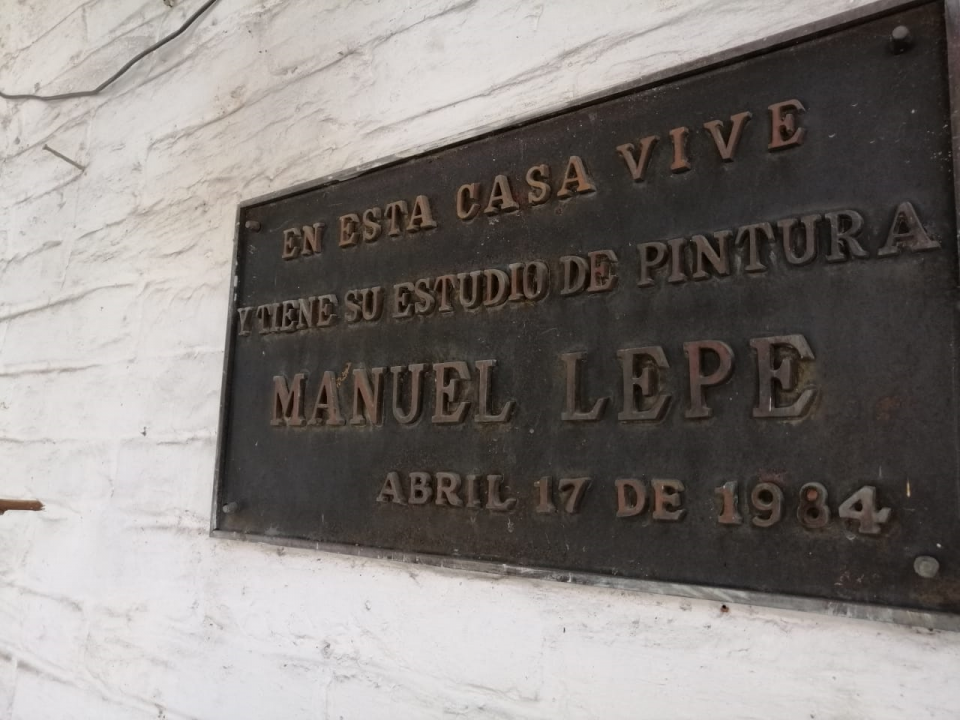 EN ESTA CASA VIVE
Y TIENE SU ESTUDIO DE PINTURA
MANUEL LEPE
ABRIL 17 DE 1984